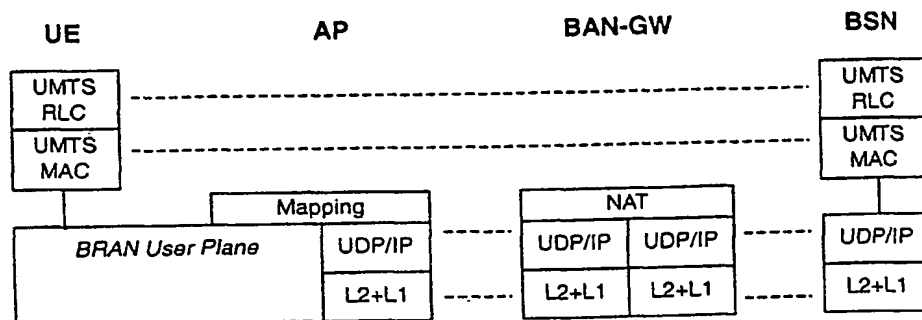 UE AP BAN-GW BSN
UMTS
RLC
UMTS
RLC
UMTS
MAC
UMTS
MAC
Mapping
NAT
BRAN User Plane
UDP/IP
UDP/IP
UDP/IP
UDP/IP
L2+L1
L2+L1
L2+L1
L2+L1